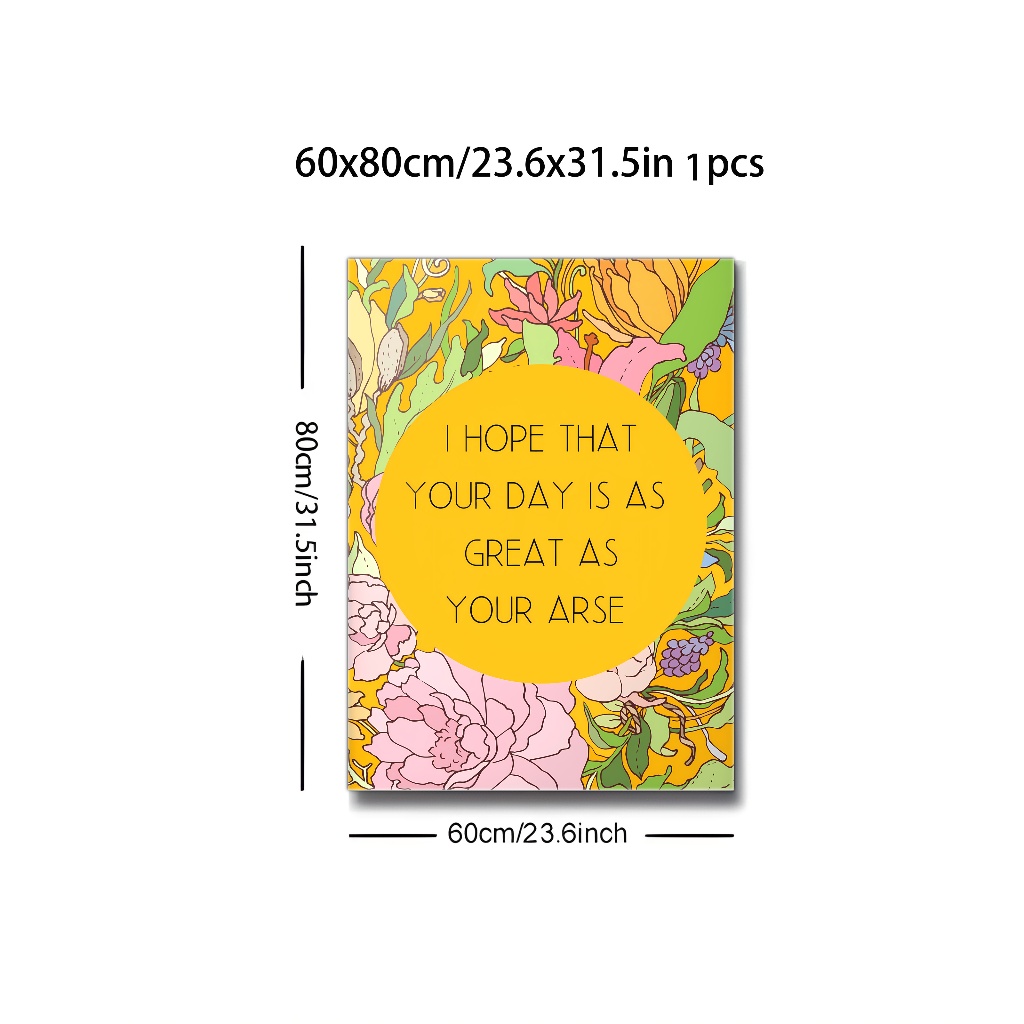 60x80cm/23.6x31.5in 1pcs
80cm/31.5inch
I HOPE THAT
YOUR DAY IS AS
GREAT AS
YOUR ARSE
60cm/23.6inch